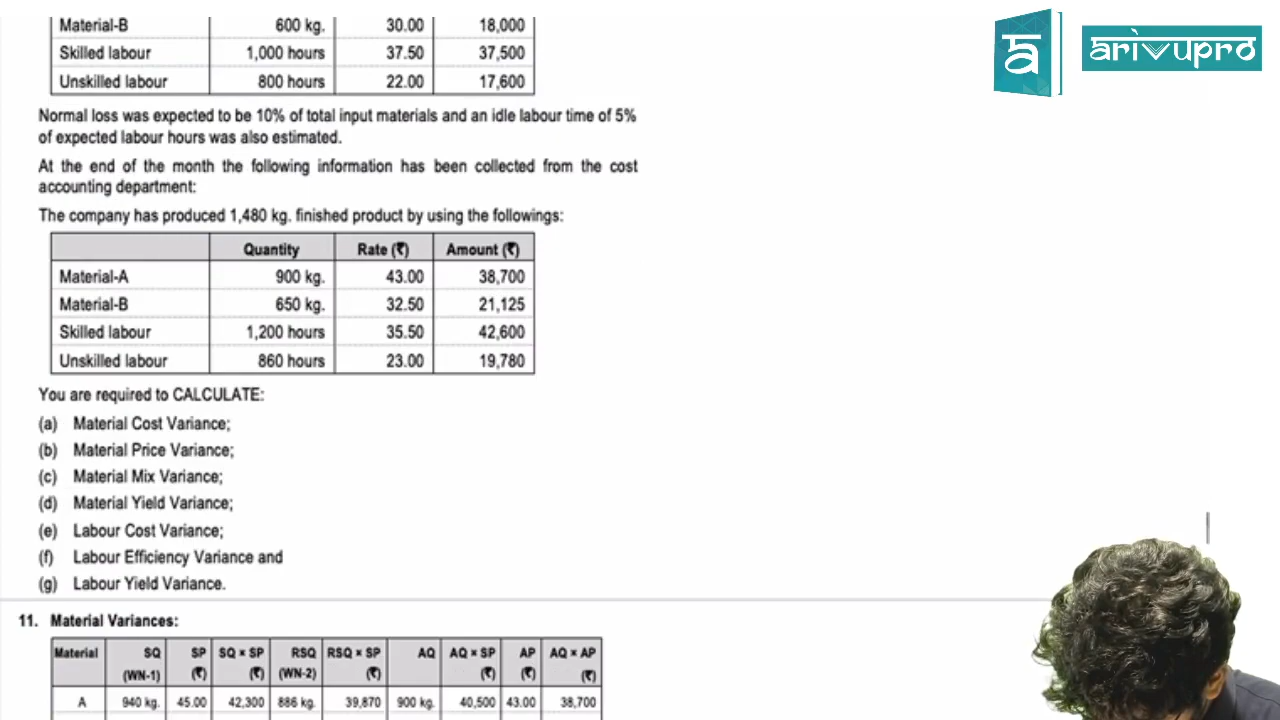 Material-B 600 kg. 30.00 18,000
Skilled labour 1,000 hours 37.50 37,500
Unskilled labour 800 hours 22.00 17,600
Normal loss was expected to be 10% of total input materials and an idle labour time of 5%
of expected labour hours was also estimated.
At the end of the month the following information has been collected from the cost
accounting department:
The company has produced 1,480 kg. finished product by using the followings:
Quantity Rate (₹) Amount (₹)
Material-A 900 kg. 43.00 38,700
Material-B 650 kg. 32.50 21,125
Skilled labour 1,200 hours 35.50 42,600
Unskilled labour 860 hours 23.00 19,780
You are required to CALCULATE:
(a) Material Cost Variance;
(b) Material Price Variance;
(c) Material Mix Variance;
(d) Material Yield Variance;
(e) Labour Cost Variance;
(f) Labour Efficiency Variance and
(g) Labour Yield Variance.
11. Material Variances:
Material SQ SP SQ × SP RSQ RSQ × SP AQ AQ × SP AP AQ × AP
(WN-1) (₹) (₹) (WN-2) (₹) (₹) (₹) (₹)
A 940 kg. 45.00 42,300 886 kg. 39,870 900 kg. 40,500 43.00 38,700
arivupro